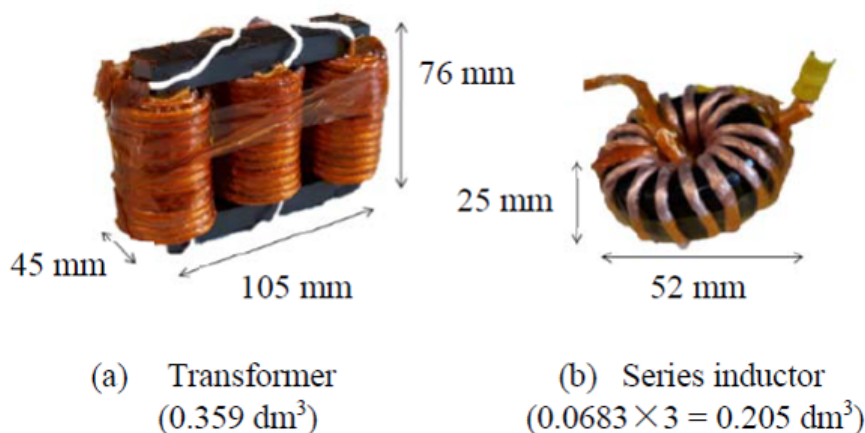 76 mm
25 mm
45 mm
105 mm
52 mm
(a) Transformer
(0.359 dm³)
(b) Series inductor
(0.0683×3 = 0.205 dm³)